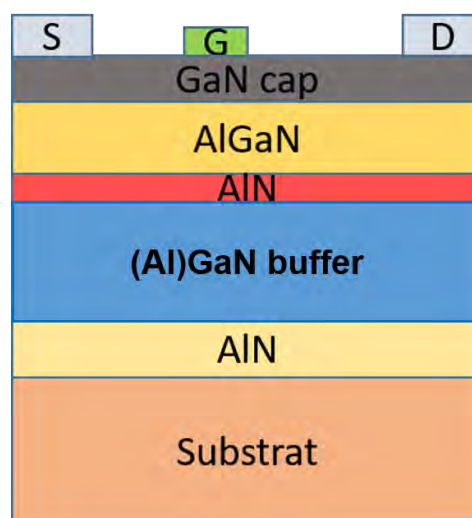 S G D
GaN cap
AlGaN
AlN
(Al)GaN buffer
AlN
Substrat